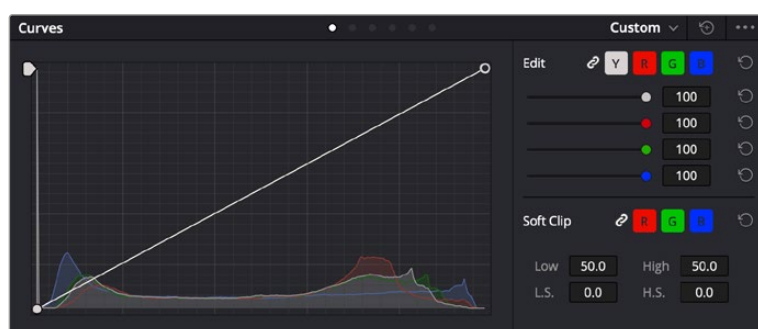 Curves
Custom
Edit Y R G B
100
100
100
100
Soft Clip R G B
Low 50.0 High 50.0
L.S. 0.0 H.S. 0.0